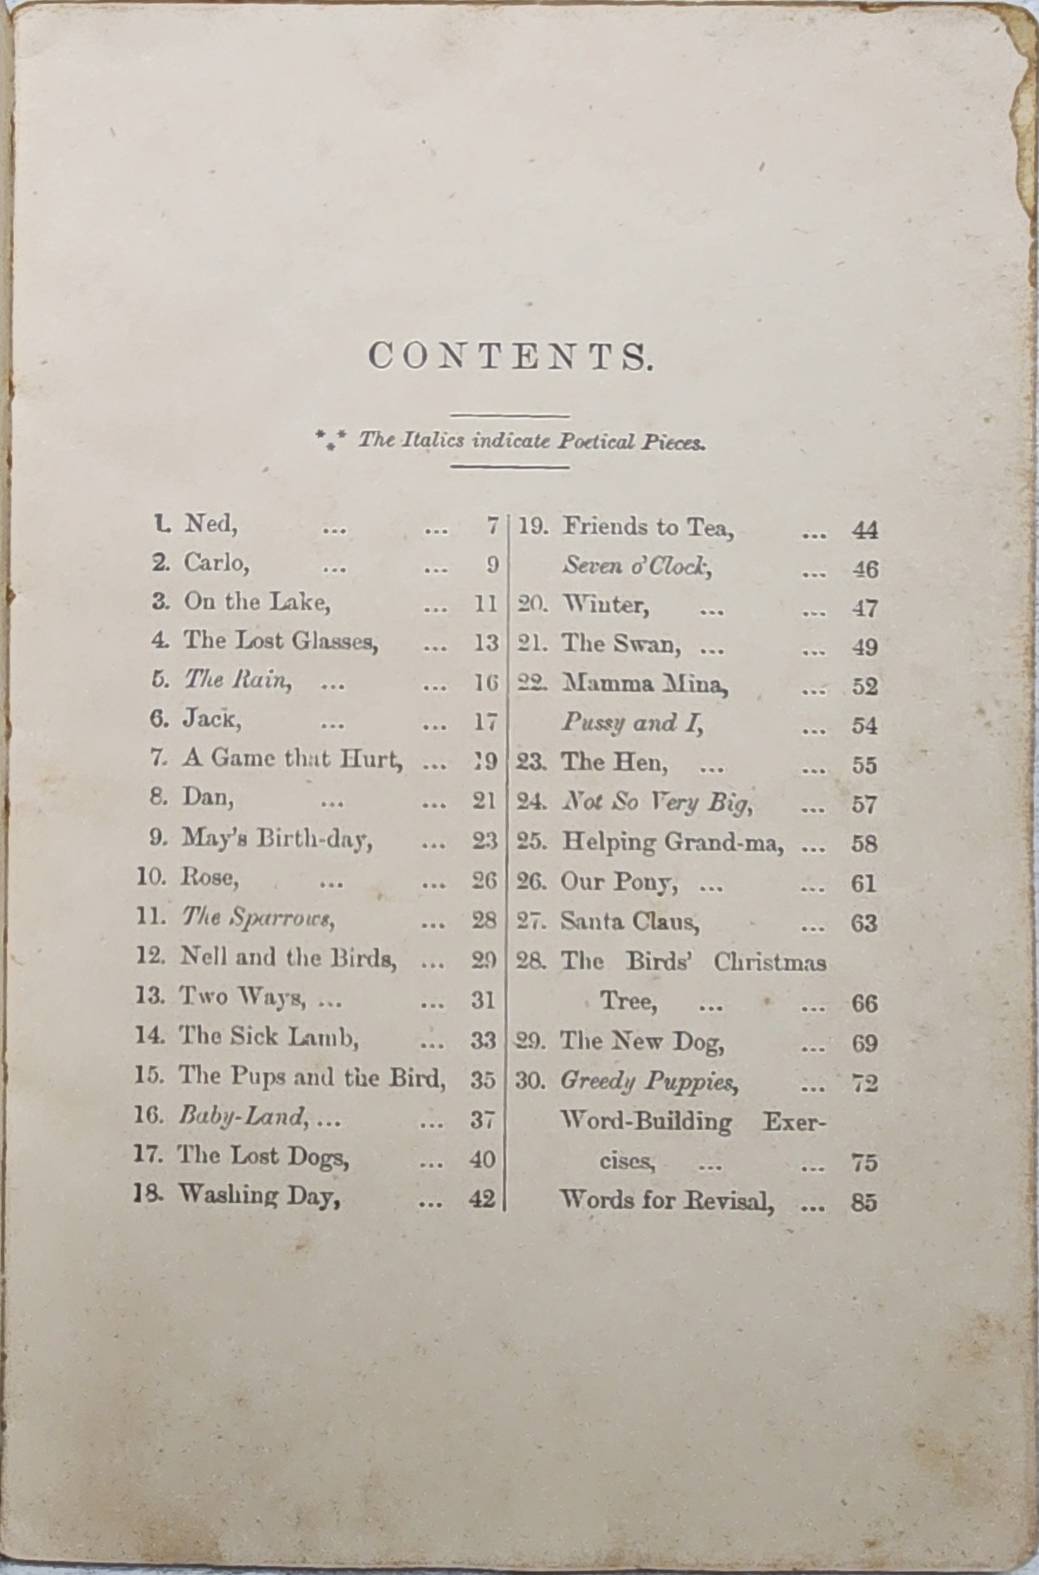 CONTENTS.
*** The Italics indicate Poetical Pieces.
1. Ned, ... ... 7
2. Carlo, ... ... 9
3. On the Lake, ... 11
4. The Lost Glasses, ... 13
5. The Rain, ... ... 16
6. Jack, ... ... 17
7. A Game that Hurt, ... 19
8. Dan, ... ... 21
9. May's Birth-day, ... 23
10. Rose, ... ... 26
11. The Sparrows, ... 28
12. Nell and the Birds, ... 29
13. Two Ways, ... ... 31
14. The Sick Lamb, ... 33
15. The Pups and the Bird, 35
16. Baby-Land, ... ... 37
17. The Lost Dogs, ... 40
18. Washing Day, ... 42
19. Friends to Tea, ... 44
Seven o'Clock, ... 46
20. Winter, ... ... 47
21. The Swan, ... ... 49
22. Mamma Mina, ... 52
Pussy and I, ... 54
23. The Hen, ... ... 55
24. Not So Very Big, ... 57
25. Helping Grand-ma, ... 58
26. Our Pony, ... ... 61
27. Santa Claus, ... 63
28. The Birds' Christmas
Tree, ... ... 66
29. The New Dog, ... 69
30. Greedy Puppies, ... 72
Word-Building Exer-
cises, ... ... 75
Words for Revisal, ... 85